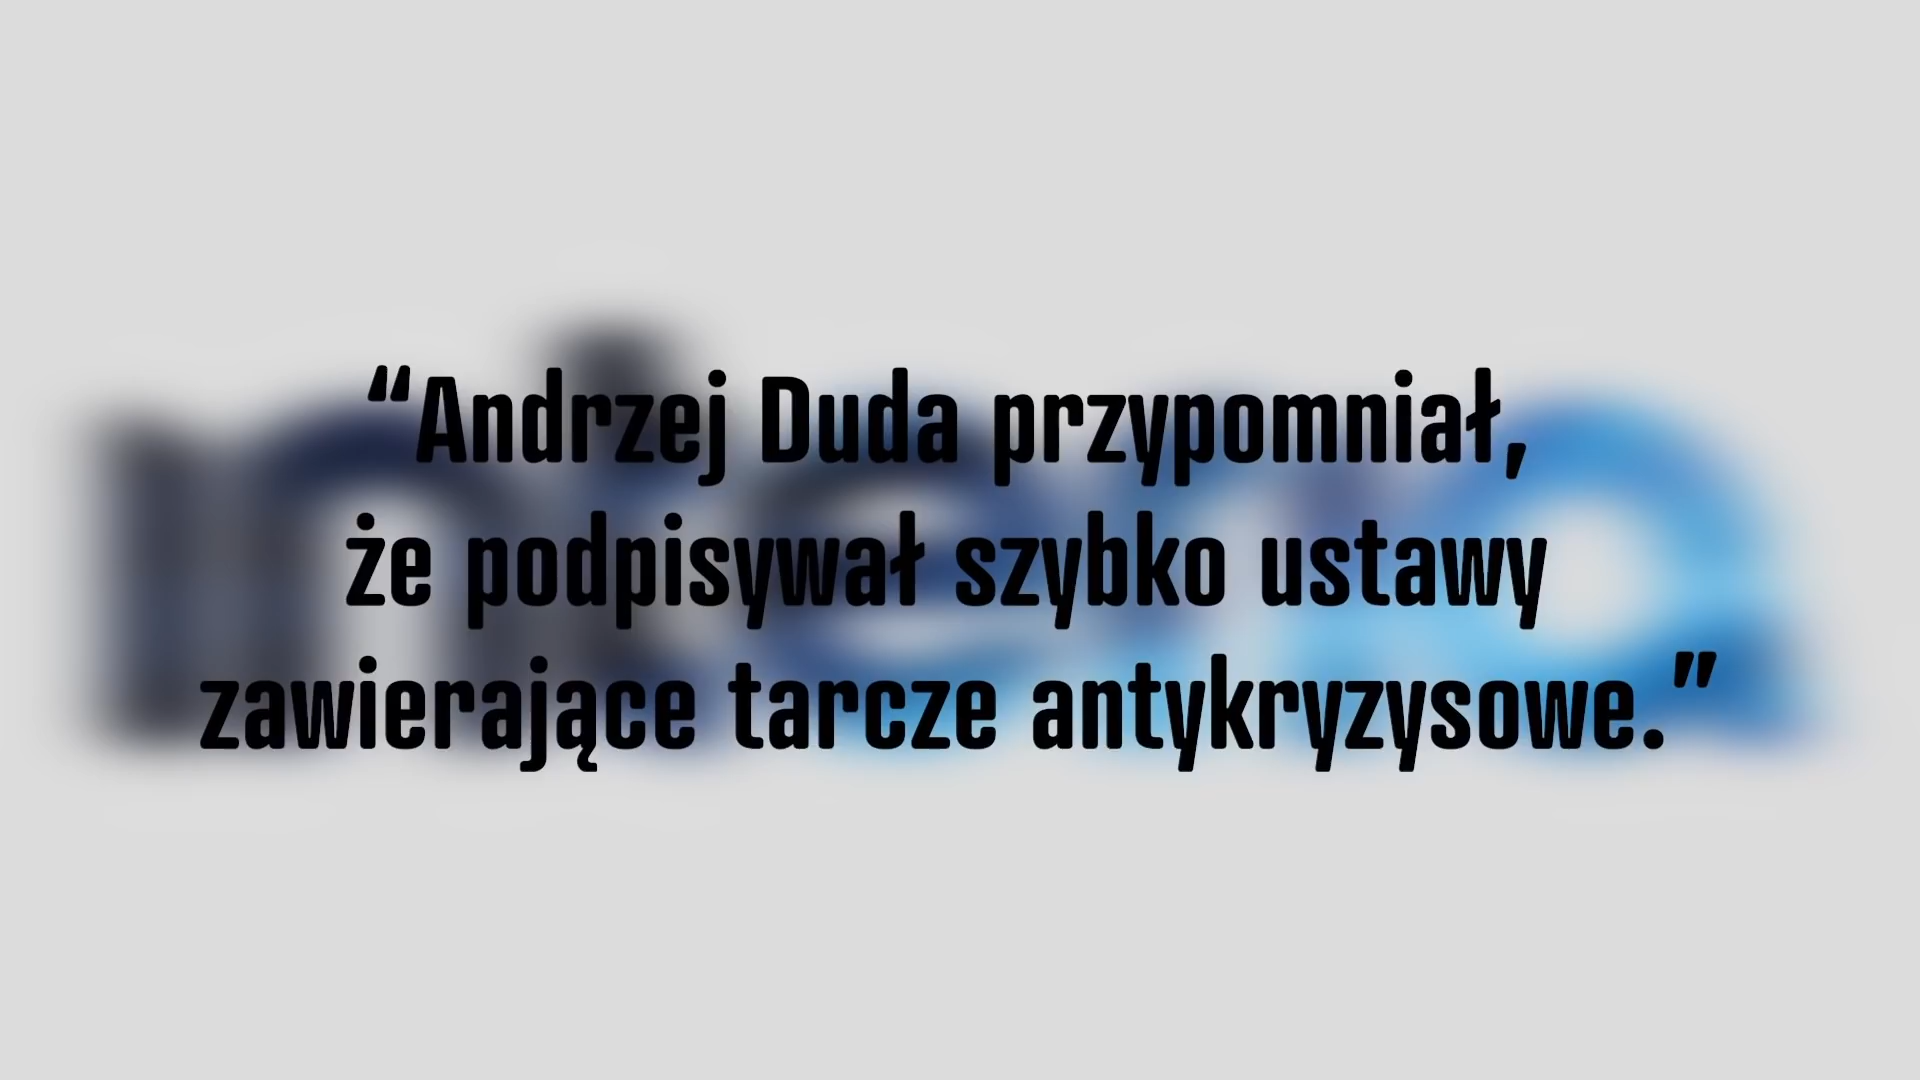 “Andrzej Duda przypomniał,
że podpisywał szybko ustawy
zawierające tarcze antykryzysowe.”